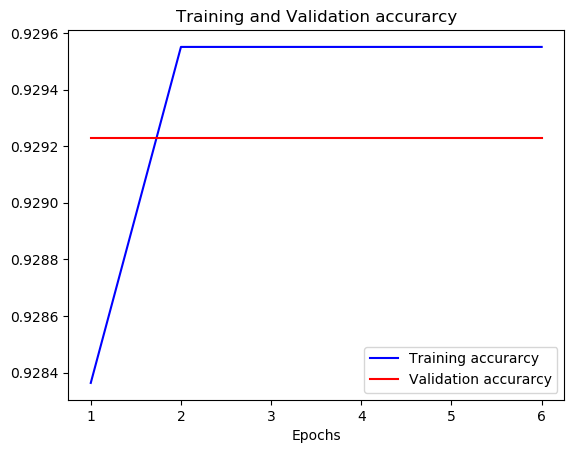 Training and Validation accurarcy
0.9296
0.9294
0.9292
0.9290
0.9288
0.9286
0.9284
1 2 3 4 5 6
Epochs
Training accurarcy
Validation accurarcy